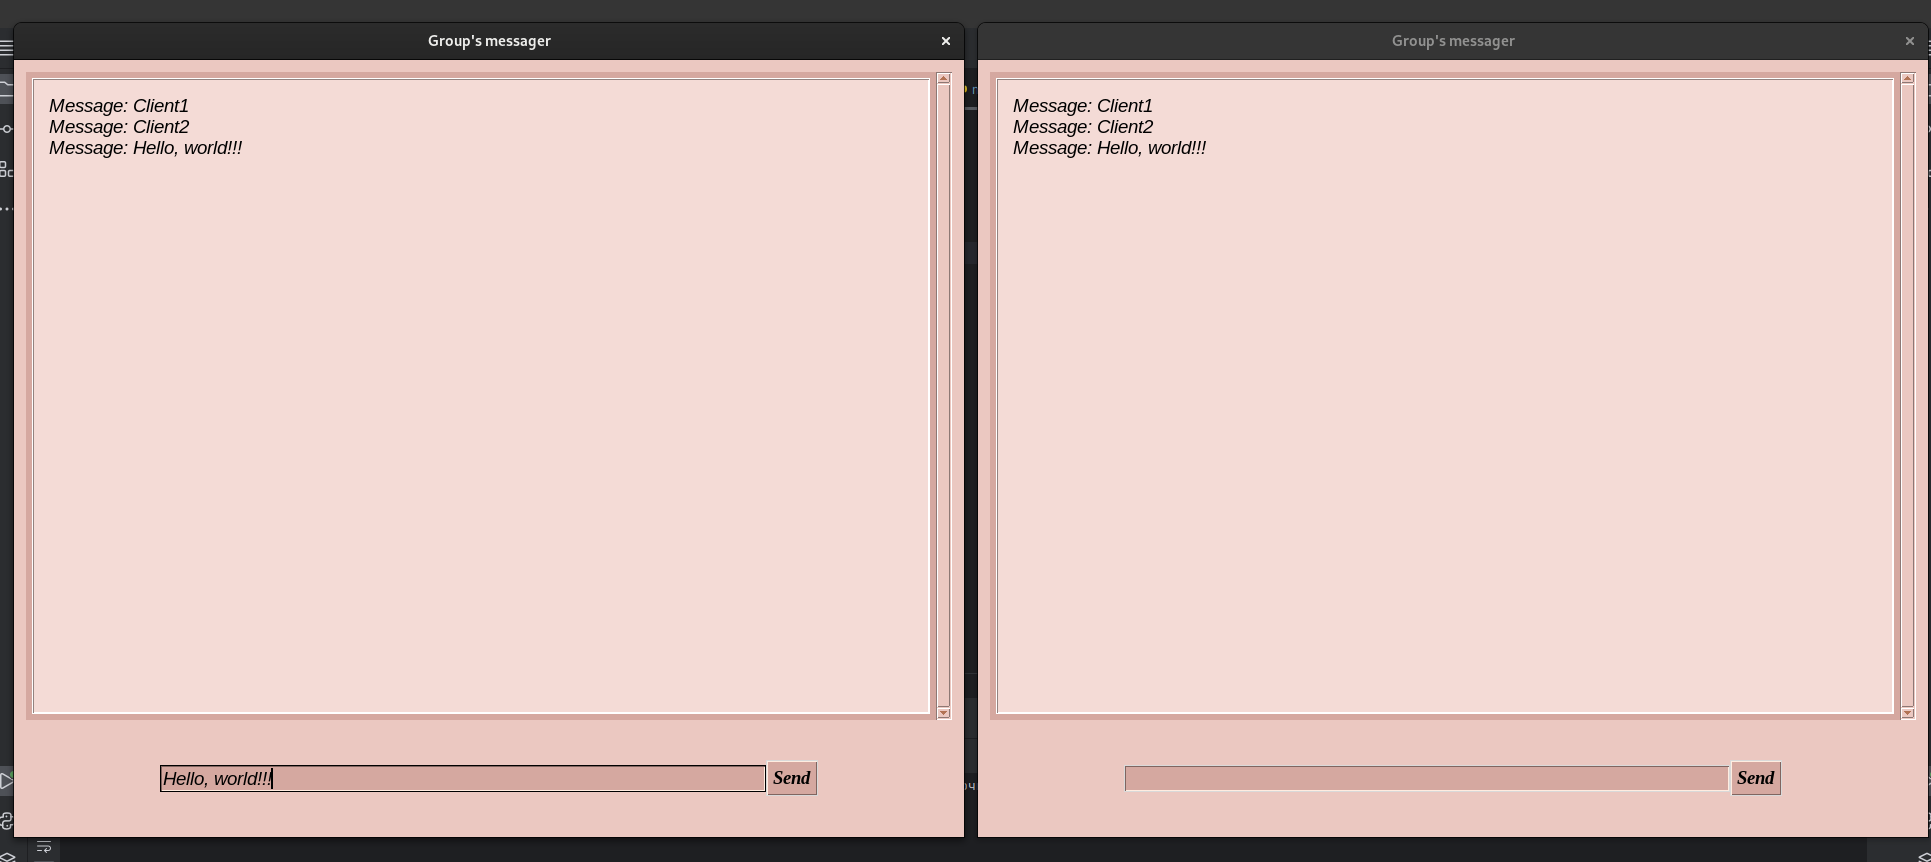 Group's messager
Message: Client1
Message: Client2
Message: Hello, world!!!
Hello, world!!!
Send
Group's messager
Message: Client1
Message: Client2
Message: Hello, world!!!
Send